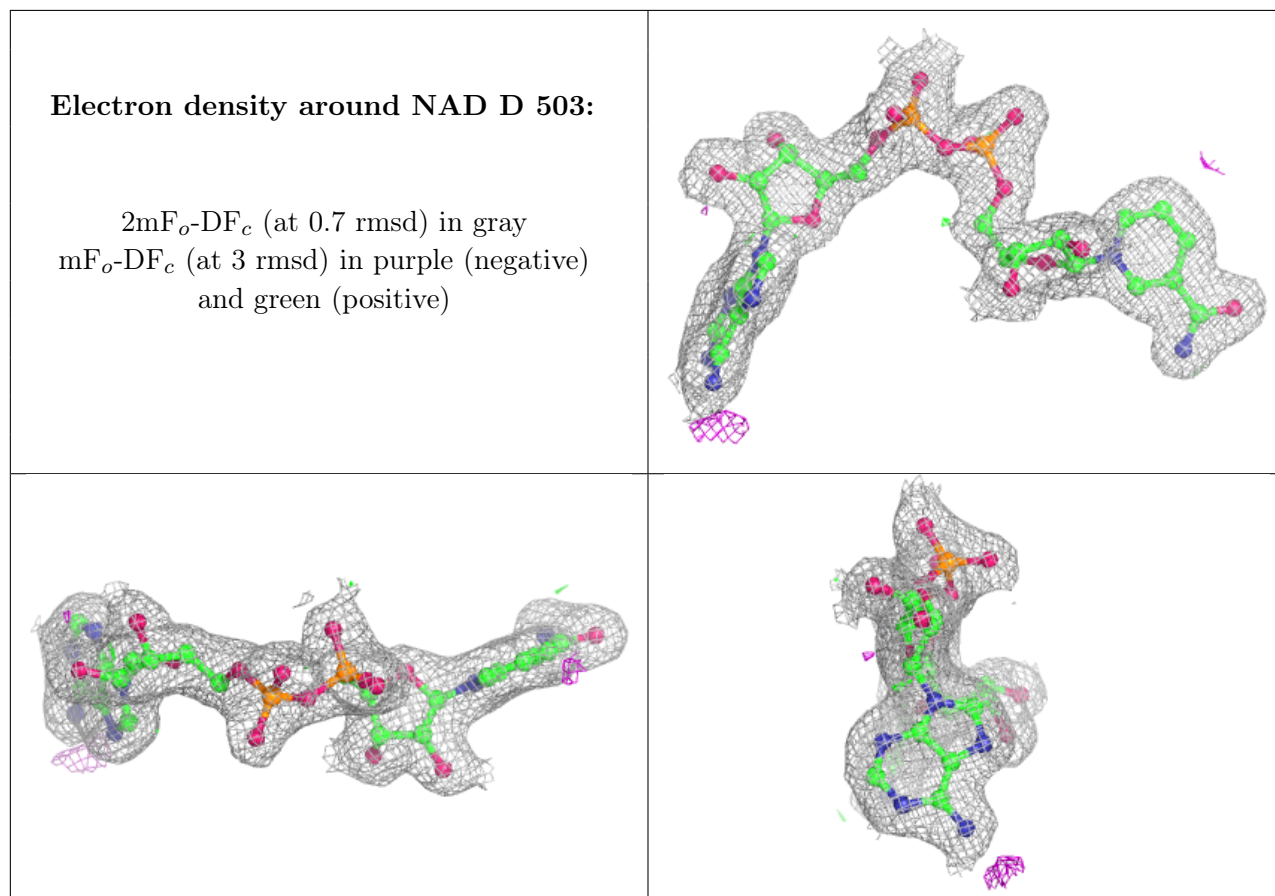 Electron density around NAD D 503:
2mFo-DFc (at 0.7 rmsd) in gray
mFo-DFc (at 3 rmsd) in purple (negative)
and green (positive)